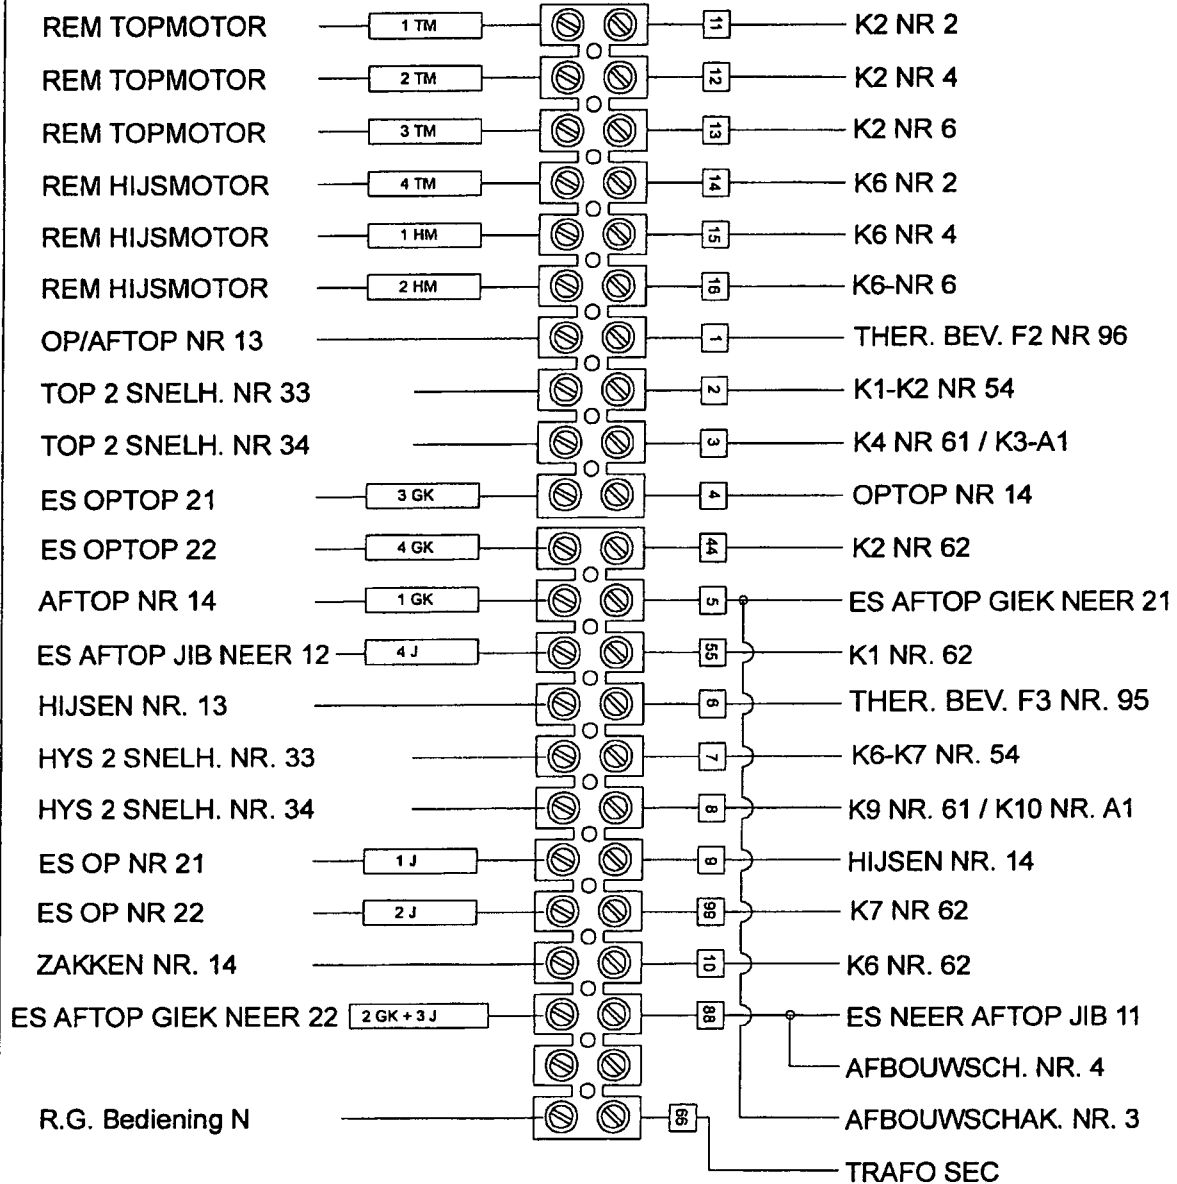 REM TOPMOTOR 1 TM 11 K2 NR 2
REM TOPMOTOR 2 TM 12 K2 NR 4
REM TOPMOTOR 3 TM 13 K2 NR 6
REM HIJSMOTOR 4 TM 14 K6 NR 2
REM HIJSMOTOR 1 HM 15 K6 NR 4
REM HIJSMOTOR 2 HM 16 K6-NR 6
OP/AFTOP NR 13 1 THER. BEV. F2 NR 96
TOP 2 SNELH. NR 33 2 K1-K2 NR 54
TOP 2 SNELH. NR 34 3 K4 NR 61 / K3-A1
ES OPTOP 21 3 GK 4 OPTOP NR 14
ES OPTOP 22 4 GK 44 K2 NR 62
AFTOP NR 14 1 GK 5 ES AFTOP GIEK NEER 21
ES AFTOP JIB NEER 12 4 J 55 K1 NR. 62
HIJSEN NR. 13 6 THER. BEV. F3 NR. 95
HYS 2 SNELH. NR. 33 7 K6-K7 NR. 54
HYS 2 SNELH. NR. 34 8 K9 NR. 61 / K10 NR. A1
ES OP NR 21 1 J 9 HIJSEN NR. 14
ES OP NR 22 2 J 99 K7 NR 62
ZAKKEN NR. 14 10 K6 NR. 62
ES AFTOP GIEK NEER 22 2 GK + 3 J 88 ES NEER AFTOP JIB 11
AFBOUWSCH. NR. 4
R.G. Bediening N 66 AFBOUWSCHAK. NR. 3
TRAFO SEC